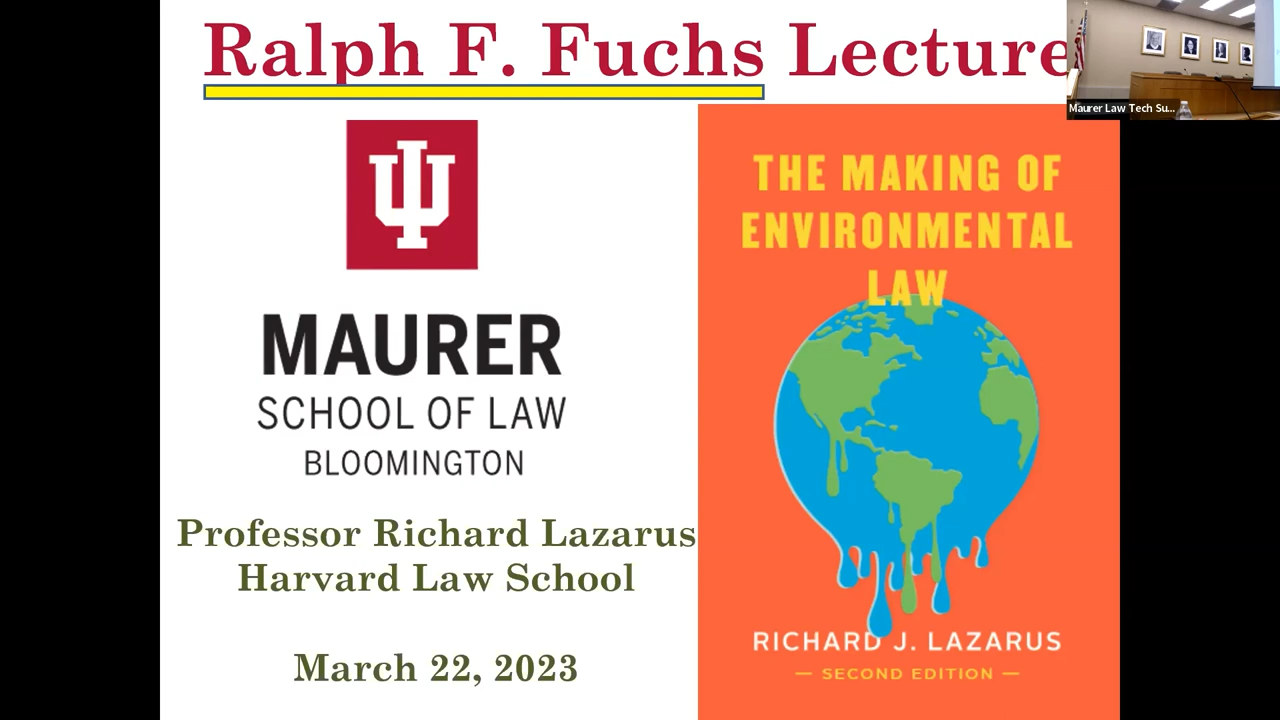 Ralph F. Fuchs Lecture
Maurer Law Tech Su...
MAURER
SCHOOL OF LAW
BLOOMINGTON
Professor Richard Lazarus
Harvard Law School
March 22, 2023
THE MAKING OF
ENVIRONMENTAL
LAW
RICHARD J. LAZARUS
— SECOND EDITION —